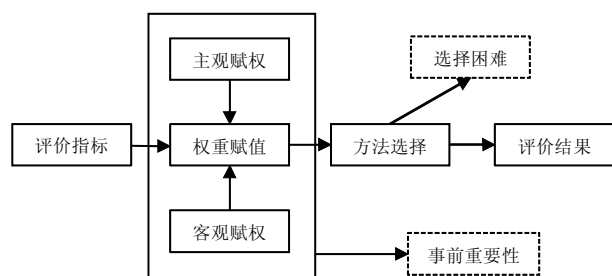 选择困难
主观赋权
评价指标
权重赋值
方法选择
评价结果
客观赋权
事前重要性